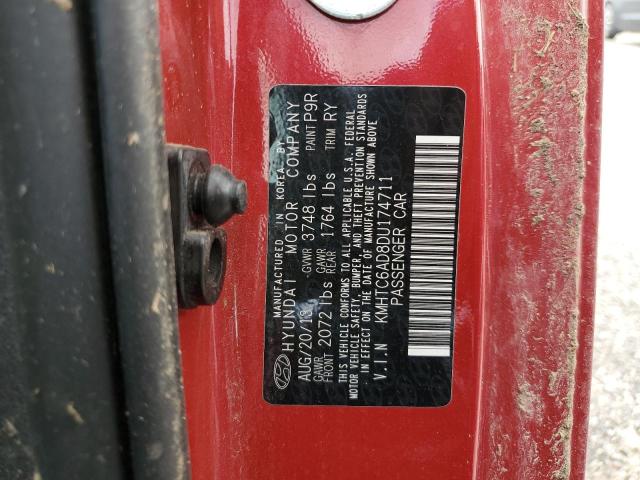 MANUFACTURED IN KOREA BY
HYUNDAI MOTOR COMPANY
AUG/20/13 GVWR 3748 lbs PAINT P9R
GAWR FRONT 2072 lbs GAWR REAR 1764 lbs TRIM RY
THIS VEHICLE CONFORMS TO ALL APPLICABLE U.S.A. FEDERAL
MOTOR VEHICLE SAFETY, BUMPER, AND THEFT PREVENTION STANDARDS
IN EFFECT ON THE DATE OF MANUFACTURE SHOWN ABOVE
V.I.N KMHTC6AD8DU174711
PASSENGER CAR